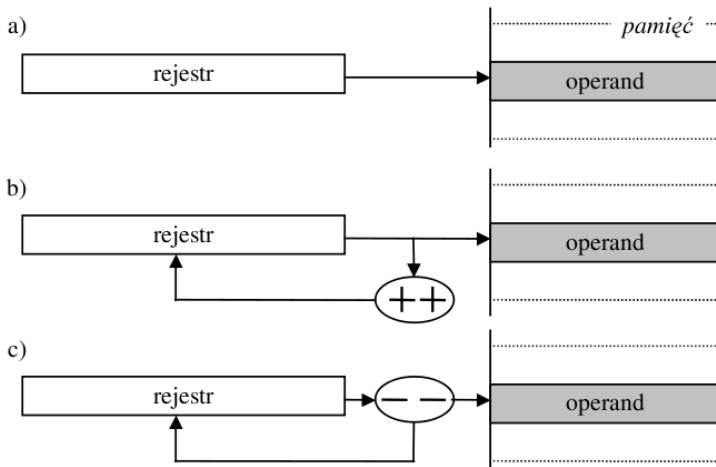 a)
pamięć
rejestr
operand
b)
rejestr
operand
++
c)
rejestr
− −
operand